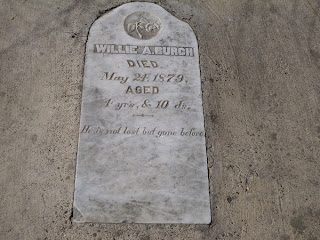 WILLIE A. BURCH
DIED
May 24, 1879,
AGED
4 yrs, & 10 ds.
He is not lost but gone before